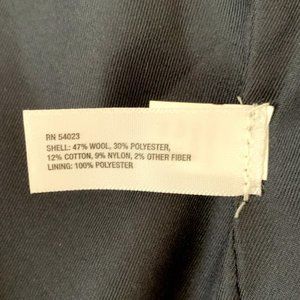 RN 54023
SHELL: 47% WOOL, 30% POLYESTER,
12% COTTON, 9% NYLON, 2% OTHER FIBER
LINING: 100% POLYESTER